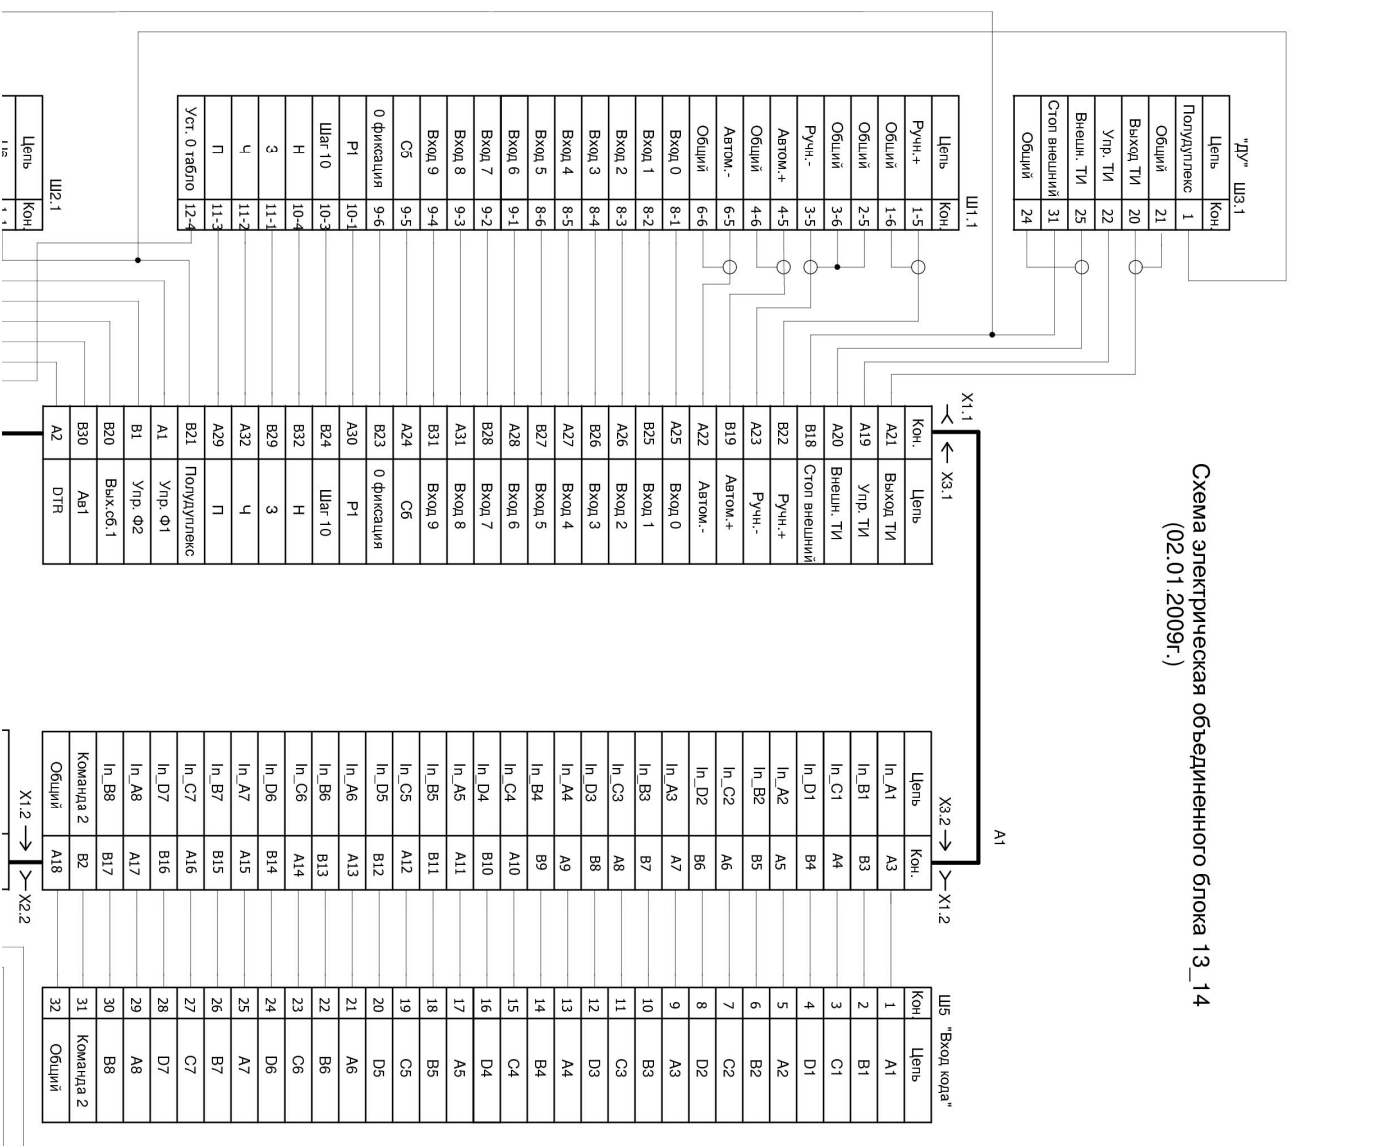 Схема электрическая объединенного блока 13_14
(02.01.2009г.)
"ДУ" Ш3.1
Цепь Кон.
Полудуплекс 1
Общий 21
Выход ТИ 20
Упр. ТИ 22
Внешн. ТИ 25
Стоп внешний 31
Общий 24
Ш1.1
Цепь Кон.
Ручн.+ 1-5
Общий 1-6
Общий 2-5
Общий 3-6
Ручн.- 3-5
Автом.+ 4-5
Общий 4-6
Автом.- 6-5
Общий 6-6
Вход 0 8-1
Вход 1 8-2
Вход 2 8-3
Вход 3 8-4
Вход 4 8-5
Вход 5 8-6
Вход 6 9-1
Вход 7 9-2
Вход 8 9-3
Вход 9 9-4
Сб 9-5
0 фиксация 9-6
Р1 10-1
Шаг 10 10-3
Н 10-4
З 11-1
Ч 11-2
П 11-3
Уст. 0 табло 12-4
Ш2.1
Цепь Кон.
X1.1 X3.1
Кон. Цепь
A21 Выход ТИ
A19 Упр. ТИ
A20 Внешн. ТИ
B18 Стоп внешний
B22 Ручн.+
A23 Ручн.-
B19 Автом.+
A22 Автом.-
A25 Вход 0
B25 Вход 1
A26 Вход 2
B26 Вход 3
A27 Вход 4
B27 Вход 5
A28 Вход 6
B28 Вход 7
A31 Вход 8
B31 Вход 9
A24 Сб
B23 0 фиксация
A30 Р1
B24 Шаг 10
B32 Н
B29 З
A32 Ч
A29 П
B21 Полудуплекс
A1 Упр. Ф1
B1 Упр. Ф2
B20 Вых.сб.1
B30 Ав1
A2 DTR
A1
X3.2 X1.2
Цепь Кон.
In_A1 A3
In_B1 B3
In_C1 A4
In_D1 B4
In_A2 A5
In_B2 B5
In_C2 A6
In_D2 B6
In_A3 A7
In_B3 B7
In_C3 A8
In_D3 B8
In_A4 A9
In_B4 B9
In_C4 A10
In_D4 B10
In_A5 A11
In_B5 B11
In_C5 A12
In_D5 B12
In_A6 A13
In_B6 B13
In_C6 A14
In_D6 B14
In_A7 A15
In_B7 B15
In_C7 A16
In_D7 B16
In_A8 A17
In_B8 B17
Команда 2 B2
Общий A18
X1.2 X2.2
Ш5 "Вход кода"
Кон. Цепь
1 A1
2 B1
3 C1
4 D1
5 A2
6 B2
7 C2
8 D2
9 A3
10 B3
11 C3
12 D3
13 A4
14 B4
15 C4
16 D4
17 A5
18 B5
19 C5
20 D5
21 A6
22 B6
23 C6
24 D6
25 A7
26 B7
27 C7
28 D7
29 A8
30 B8
31 Команда 2
32 Общий